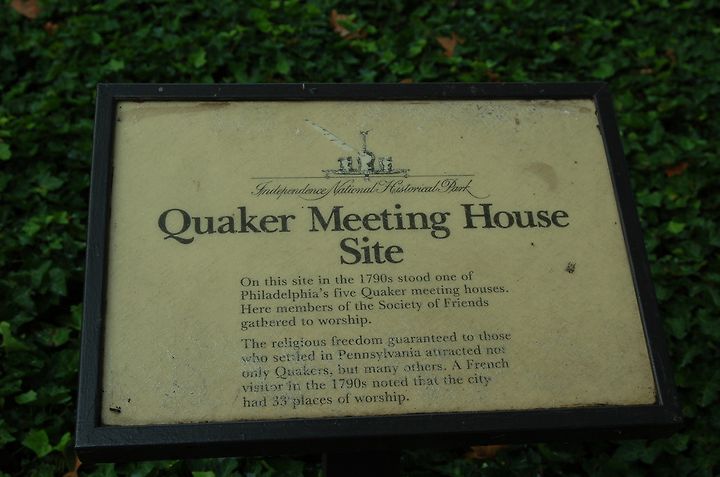 Independence National Historical Park
Quaker Meeting House
Site
On this site in the 1790s stood one of
Philadelphia's five Quaker meeting houses.
Here members of the Society of Friends
gathered to worship.
The religious freedom guaranteed to those
who settled in Pennsylvania attracted not
only Quakers, but many others. A French
visitor in the 1790s noted that the city
had 33 places of worship.